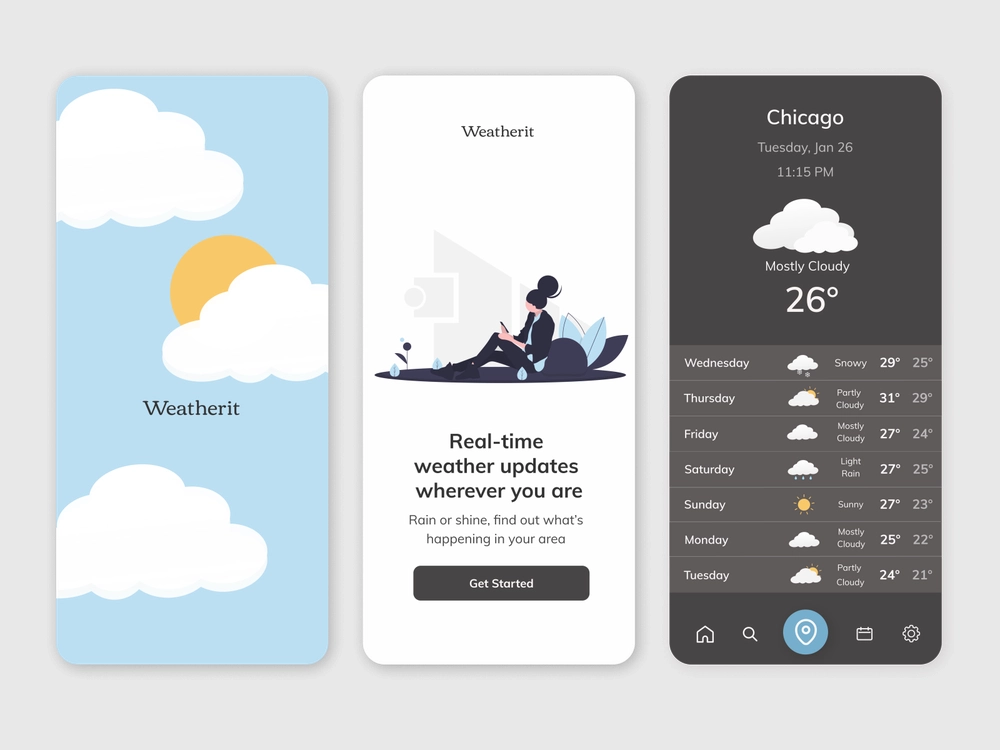 Weatherit
Weatherit
Real-time
weather updates
wherever you are
Rain or shine, find out what's
happening in your area
Get Started
Chicago
Tuesday, Jan 26
11:15 PM
Mostly Cloudy
26°
Wednesday Snowy 29° 25°
Thursday Partly Cloudy 31° 29°
Friday Mostly Cloudy 27° 24°
Saturday Light Rain 27° 25°
Sunday Sunny 27° 23°
Monday Mostly Cloudy 25° 22°
Tuesday Partly Cloudy 24° 21°